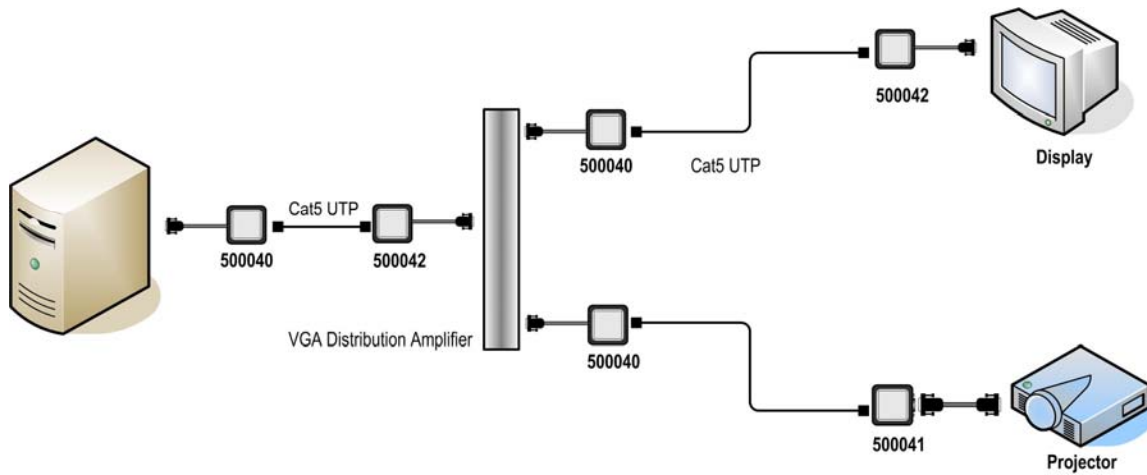 500042
Display
500040
Cat5 UTP
Cat5 UTP
500040
500042
VGA Distribution Amplifier
500040
500041
Projector